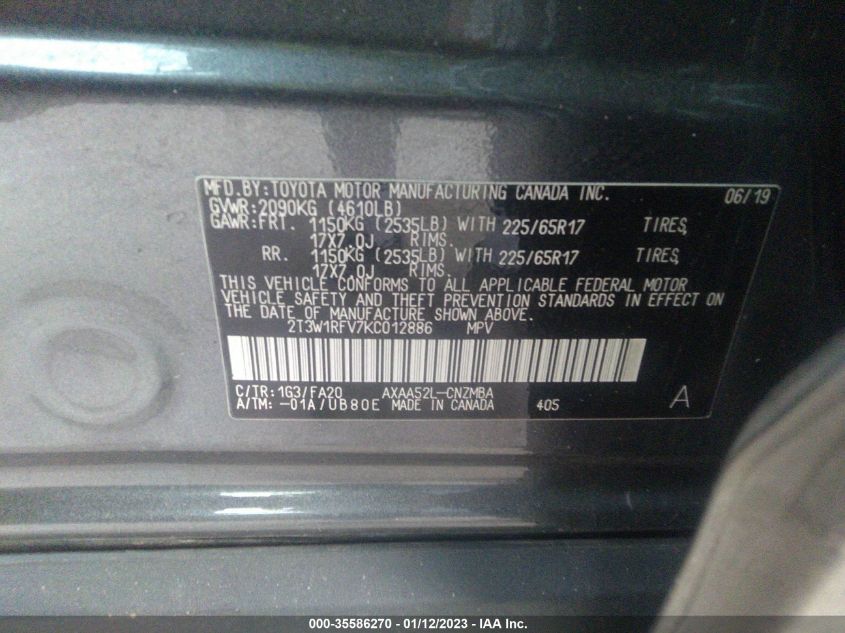 MFD.BY:TOYOTA MOTOR MANUFACTURING CANADA INC. 06/19
GVWR:2090KG (4610LB)
GAWR:FRT. 1150KG (2535LB) WITH 225/65R17 TIRES,
17X7.0J RIMS.
RR. 1150KG (2535LB) WITH 225/65R17 TIRES,
17X7.0J RIMS.
THIS VEHICLE CONFORMS TO ALL APPLICABLE FEDERAL MOTOR
VEHICLE SAFETY AND THEFT PREVENTION STANDARDS IN EFFECT ON
THE DATE OF MANUFACTURE SHOWN ABOVE.
2T3W1RFV7KC012886 MPV
C/TR:1G3/FA20 AXAA52L-CNZMBA
A/TM:-01A/UB80E MADE IN CANADA 405 A
000-35586270 - 01/12/2023 - IAA Inc.